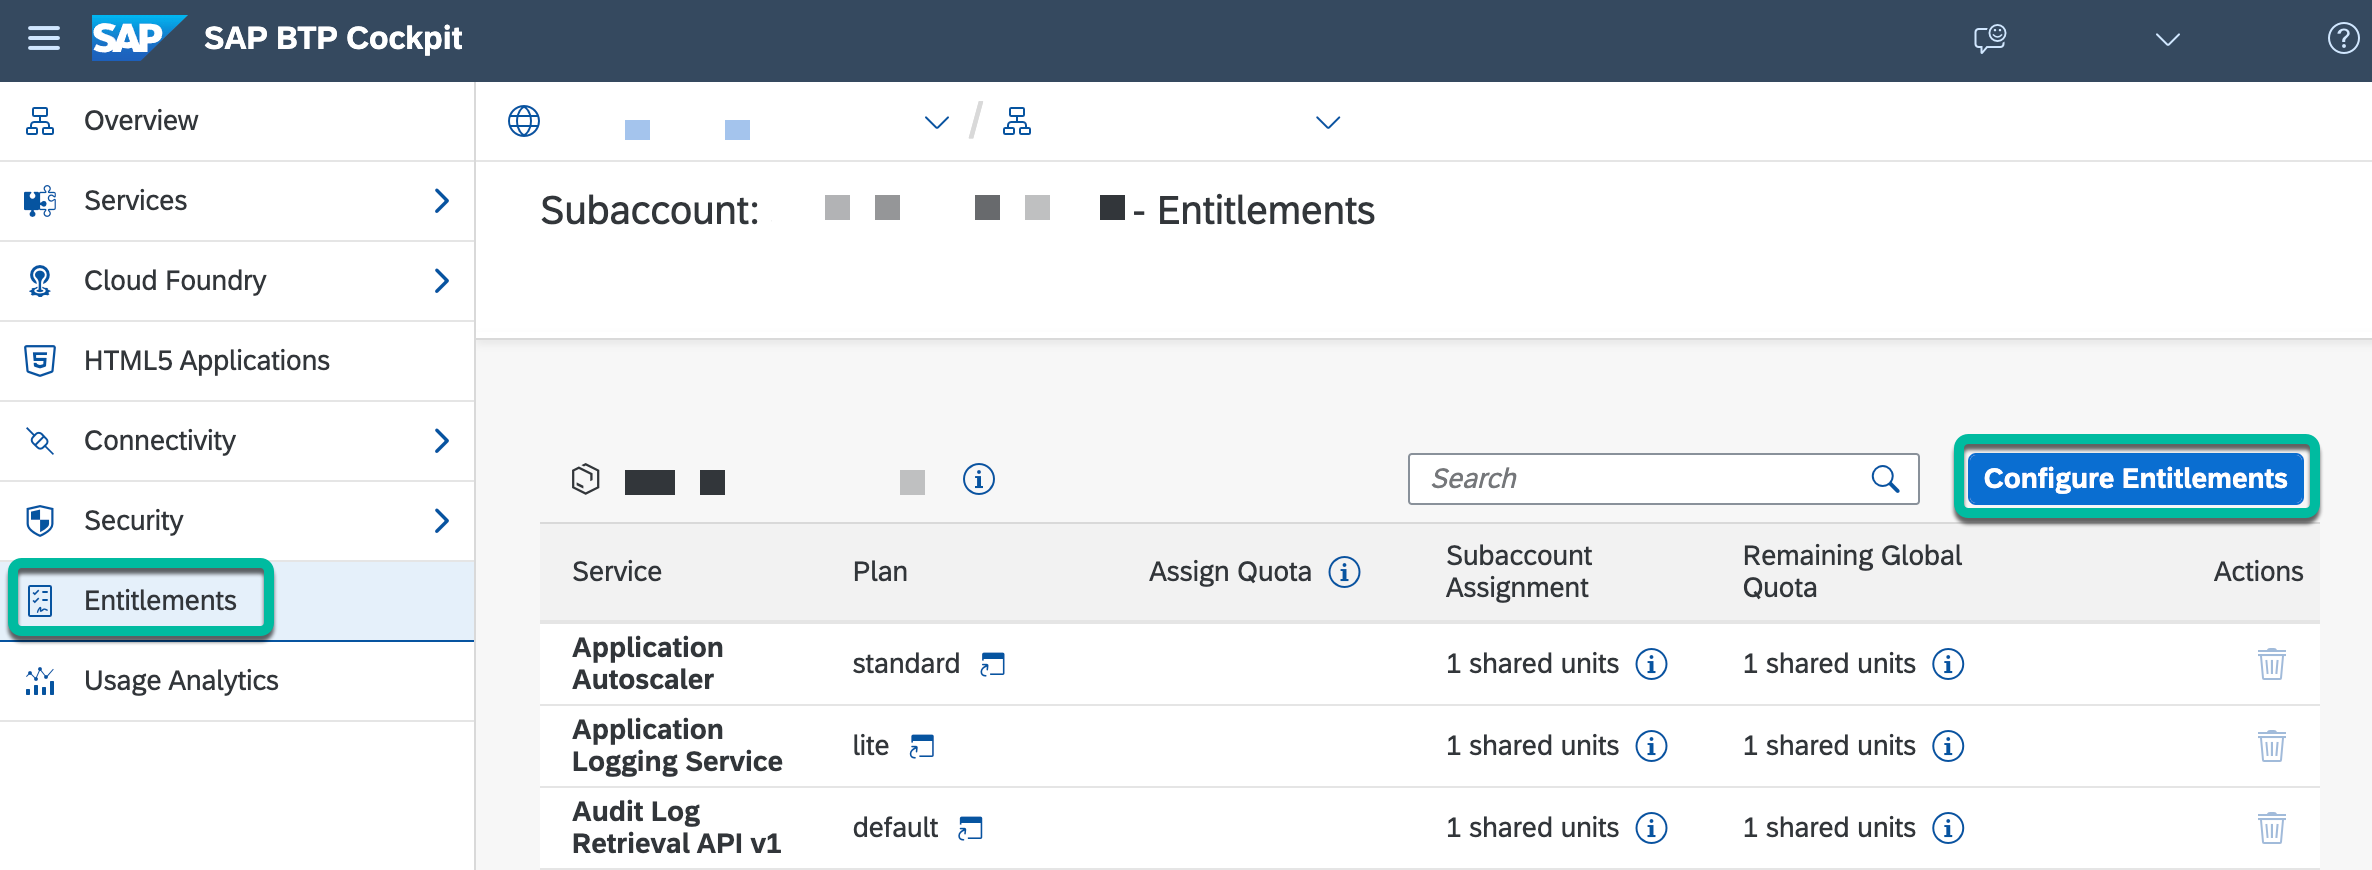 SAP SAP BTP Cockpit
Overview
Services
Cloud Foundry
HTML5 Applications
Connectivity
Security
Entitlements
Usage Analytics
Subaccount: - Entitlements
Search
Configure Entitlements
Service Plan Assign Quota Subaccount Assignment Remaining Global Quota Actions
Application Autoscaler standard 1 shared units 1 shared units
Application Logging Service lite 1 shared units 1 shared units
Audit Log Retrieval API v1 default 1 shared units 1 shared units